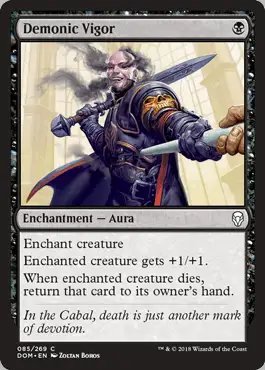 Demonic Vigor
Enchantment — Aura
Enchant creature
Enchanted creature gets +1/+1.
When enchanted creature dies,
return that card to its owner's hand.
In the Cabal, death is just another
mark of devotion.
085/269 C
DOM • EN ZOLTAN BOROS
™ & © 2018 Wizards of the Coast